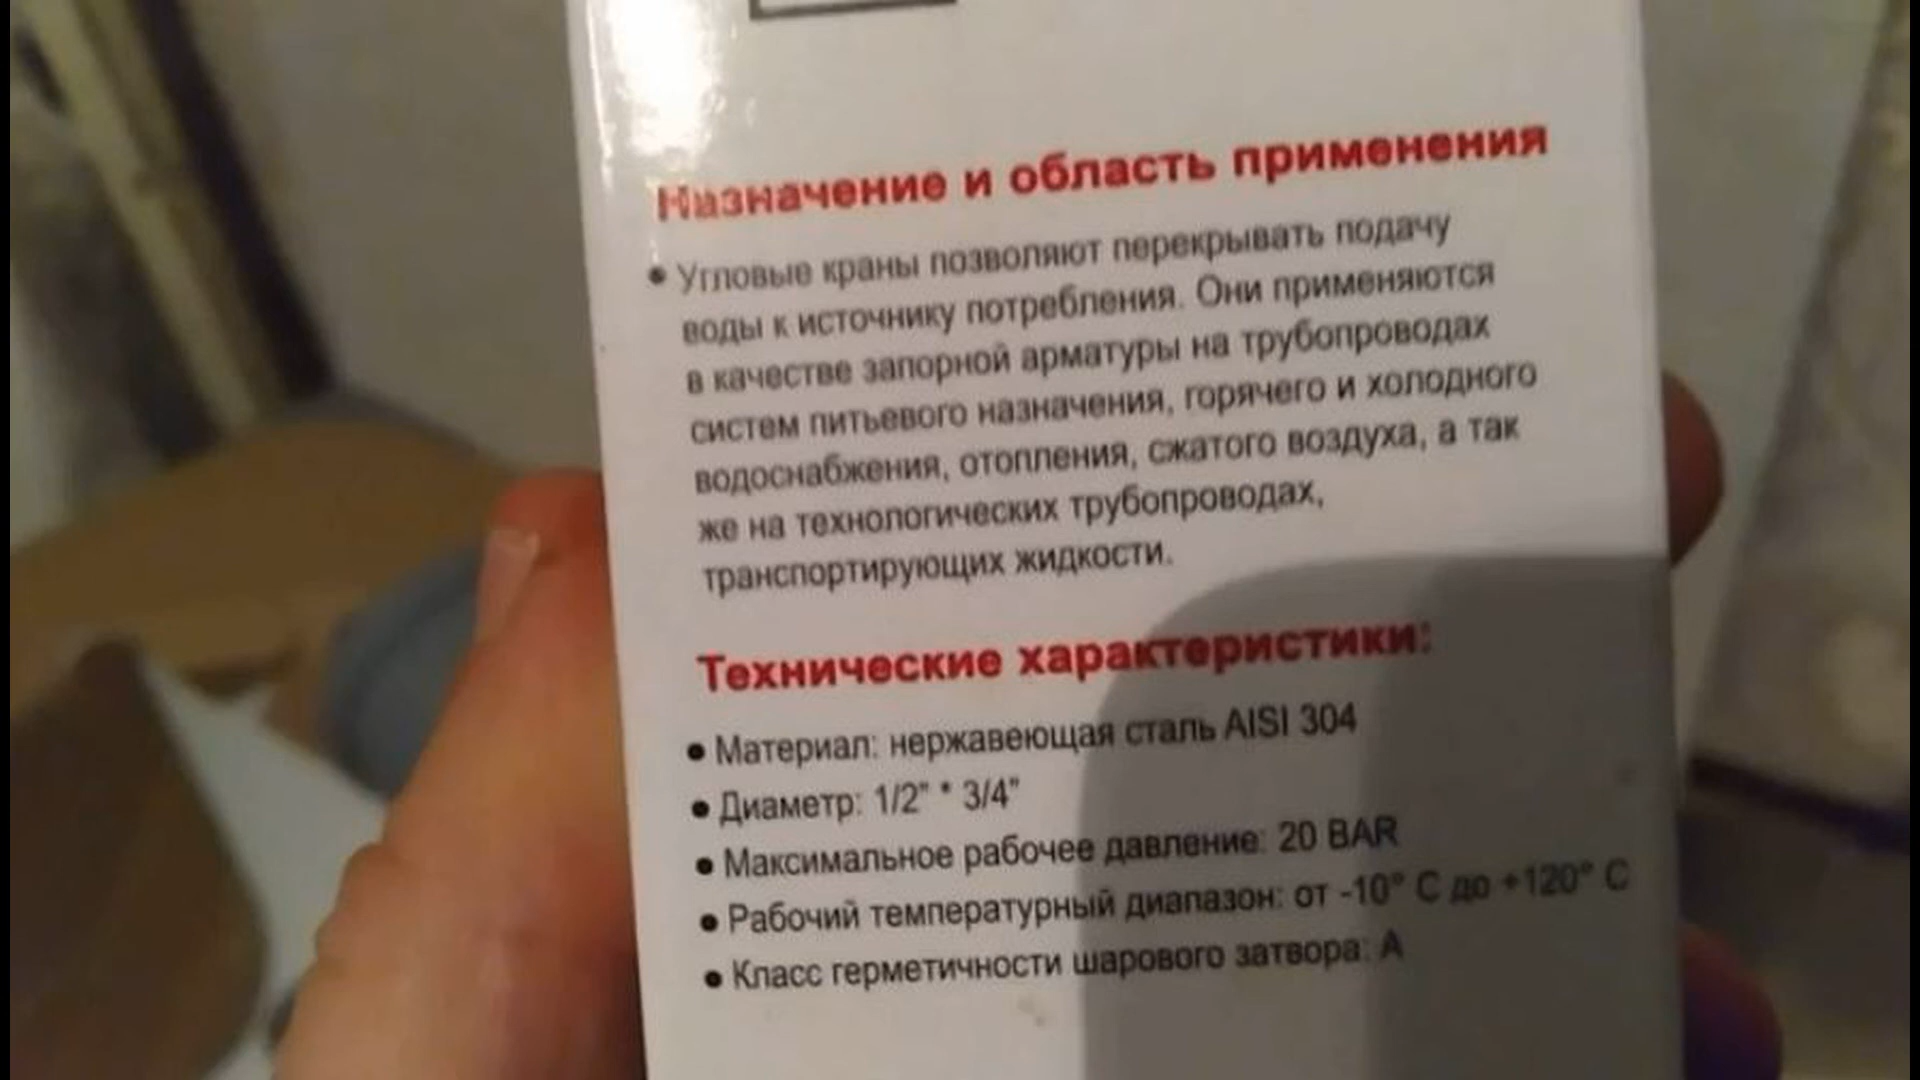 Назначение и область применения
• Угловые краны позволяют перекрывать подачу
воды к источнику потребления. Они применяются
в качестве запорной арматуры на трубопроводах
систем питьевого назначения, горячего и холодного
водоснабжения, отопления, сжатого воздуха, а так
же на технологических трубопроводах,
транспортирующих жидкости.
Технические характеристики:
• Материал: нержавеющая сталь AISI 304
• Диаметр: 1/2" * 3/4"
• Максимальное рабочее давление: 20 BAR
• Рабочий температурный диапазон: от -10° C до +120° C
• Класс герметичности шарового затвора: А